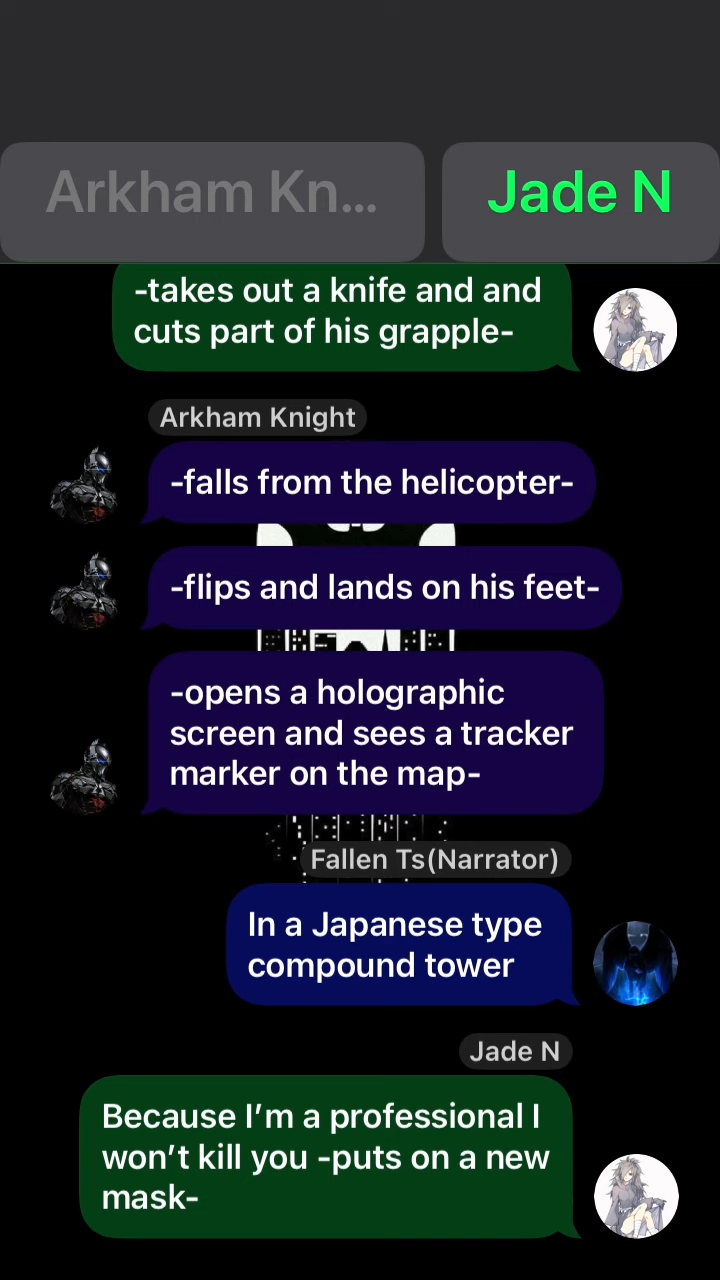 Arkham Kn...
Jade N
-takes out a knife and and
cuts part of his grapple-
Arkham Knight
-falls from the helicopter-
-flips and lands on his feet-
-opens a holographic
screen and sees a tracker
marker on the map-
Fallen Ts(Narrator)
In a Japanese type
compound tower
Jade N
Because I’m a professional I
won’t kill you -puts on a new
mask-